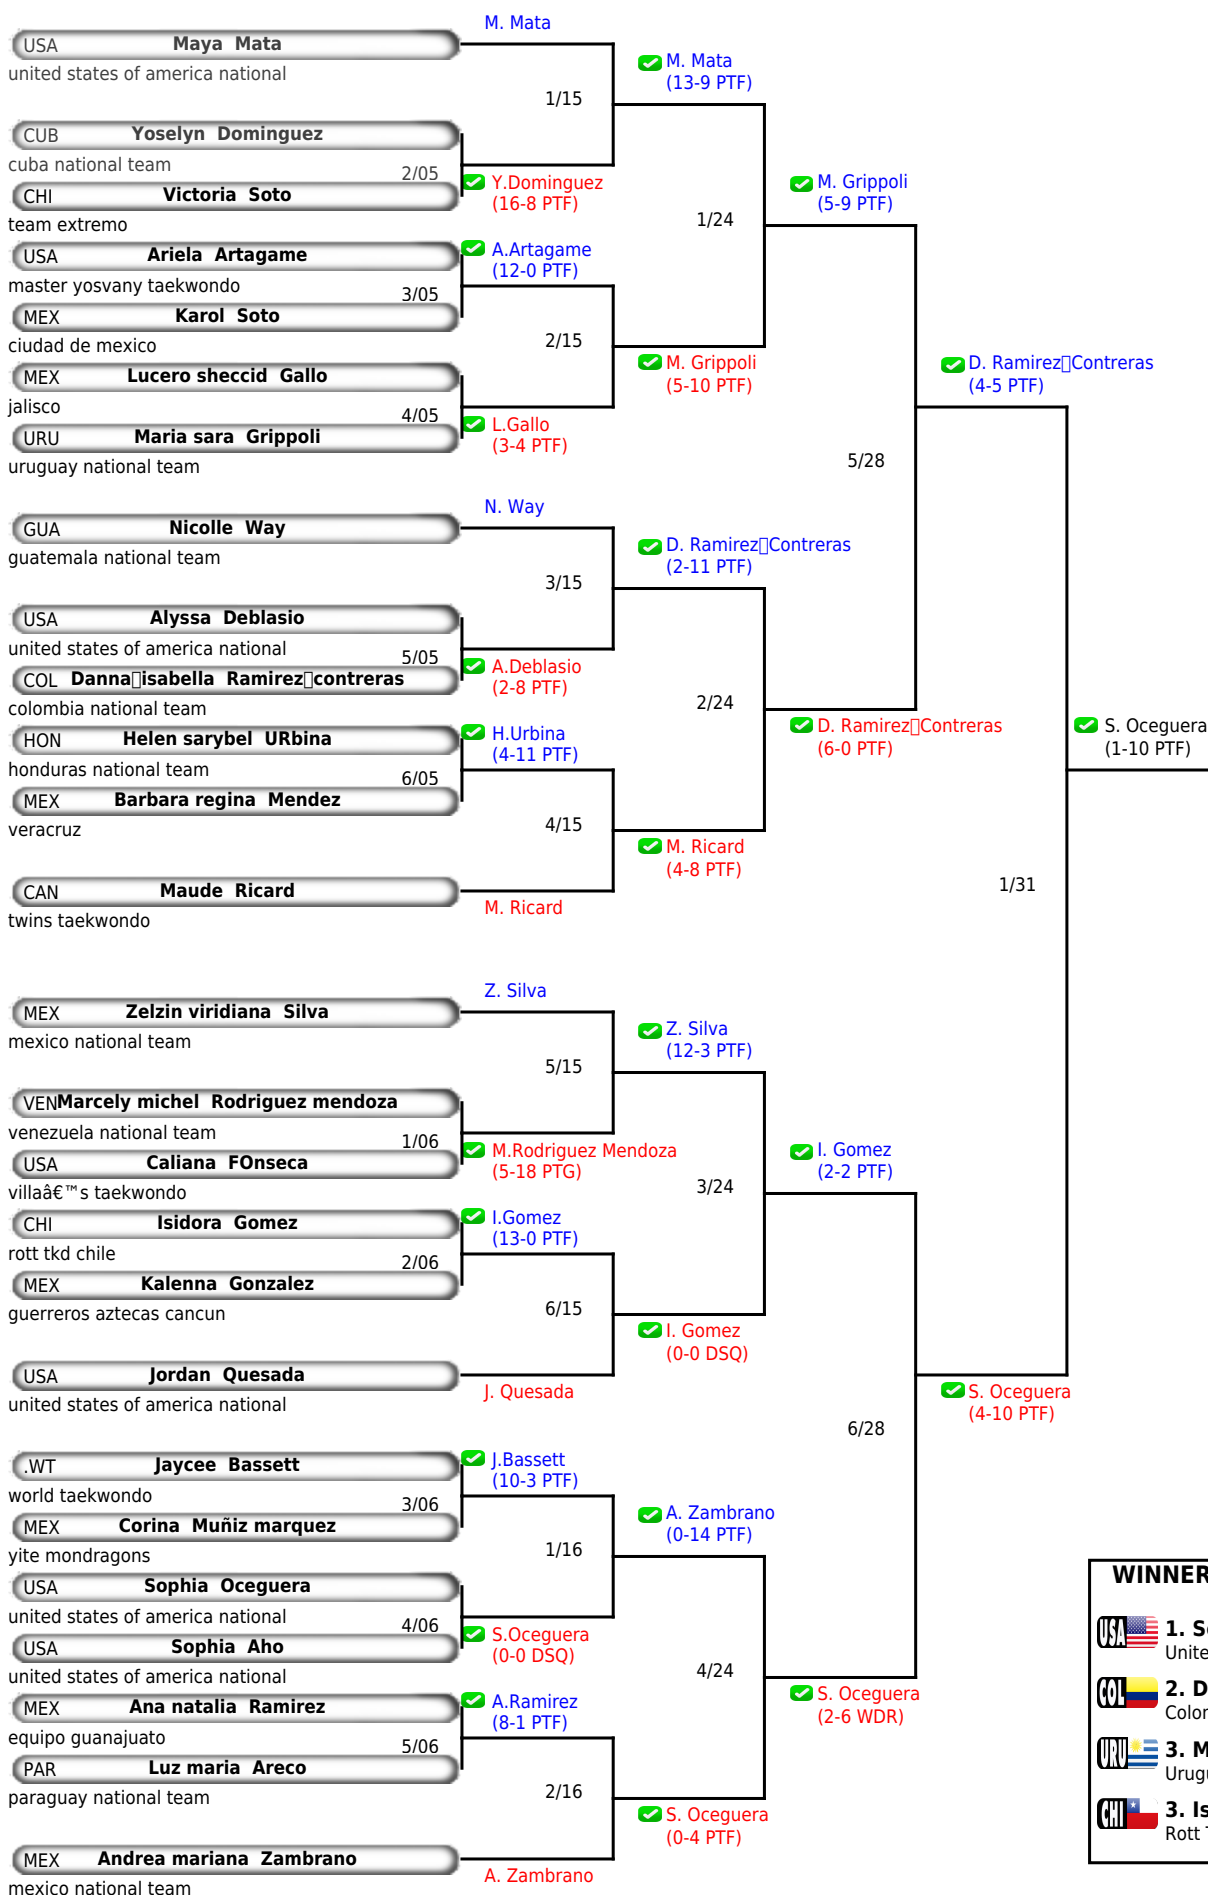 M. Mata
USA Maya Mata
united states of america national
M. Mata
(13-9 PTF)
1/15
CUB Yoselyn Dominguez
cuba national team
2/05
CHI Victoria Soto
team extremo
Y.Dominguez
(16-8 PTF)
M. Grippoli
(5-9 PTF)
1/24
USA Ariela Artagame
master yosvany taekwondo
A.Artagame
(12-0 PTF)
3/05
MEX Karol Soto
ciudad de mexico
2/15
M. Grippoli
(5-10 PTF)
MEX Lucero sheccid Gallo
jalisco
4/05
URU Maria sara Grippoli
uruguay national team
L.Gallo
(3-4 PTF)
D. Ramirez Contreras
(4-5 PTF)
5/28
N. Way
GUA Nicolle Way
guatemala national team
D. Ramirez Contreras
(2-11 PTF)
3/15
USA Alyssa Deblasio
united states of america national
5/05
COL Danna isabella Ramirez contreras
colombia national team
A.Deblasio
(2-8 PTF)
2/24
HON Helen sarybel URbina
honduras national team
H.Urbina
(4-11 PTF)
D. Ramirez Contreras
(6-0 PTF)
S. Oceguera
(1-10 PTF)
6/05
MEX Barbara regina Mendez
veracruz
4/15
M. Ricard
(4-8 PTF)
CAN Maude Ricard
twins taekwondo
M. Ricard
1/31
Z. Silva
MEX Zelzin viridiana Silva
mexico national team
Z. Silva
(12-3 PTF)
5/15
VEN Marcely michel Rodriguez mendoza
venezuela national team
1/06
USA Caliana FOnseca
villaâ€™s taekwondo
M.Rodriguez Mendoza
(5-18 PTG)
I. Gomez
(2-2 PTF)
3/24
CHI Isidora Gomez
rott tkd chile
I.Gomez
(13-0 PTF)
2/06
MEX Kalenna Gonzalez
guerreros aztecas cancun
6/15
I. Gomez
(0-0 DSQ)
USA Jordan Quesada
united states of america national
J. Quesada
S. Oceguera
(4-10 PTF)
6/28
.WT Jaycee Bassett
world taekwondo
J.Bassett
(10-3 PTF)
3/06
MEX Corina Muñiz marquez
yite mondragons
A. Zambrano
(0-14 PTF)
1/16
USA Sophia Oceguera
united states of america national
4/06
USA Sophia Aho
united states of america national
S.Oceguera
(0-0 DSQ)
4/24
MEX Ana natalia Ramirez
equipo guanajuato
A.Ramirez
(8-1 PTF)
S. Oceguera
(2-6 WDR)
5/06
PAR Luz maria Areco
paraguay national team
2/16
S. Oceguera
(0-4 PTF)
MEX Andrea mariana Zambrano
mexico national team
A. Zambrano
WINNER
USA 1. So
Unite
COL 2. D
Color
URU 3. M
Urugu
CHI 3. Is
Rott T